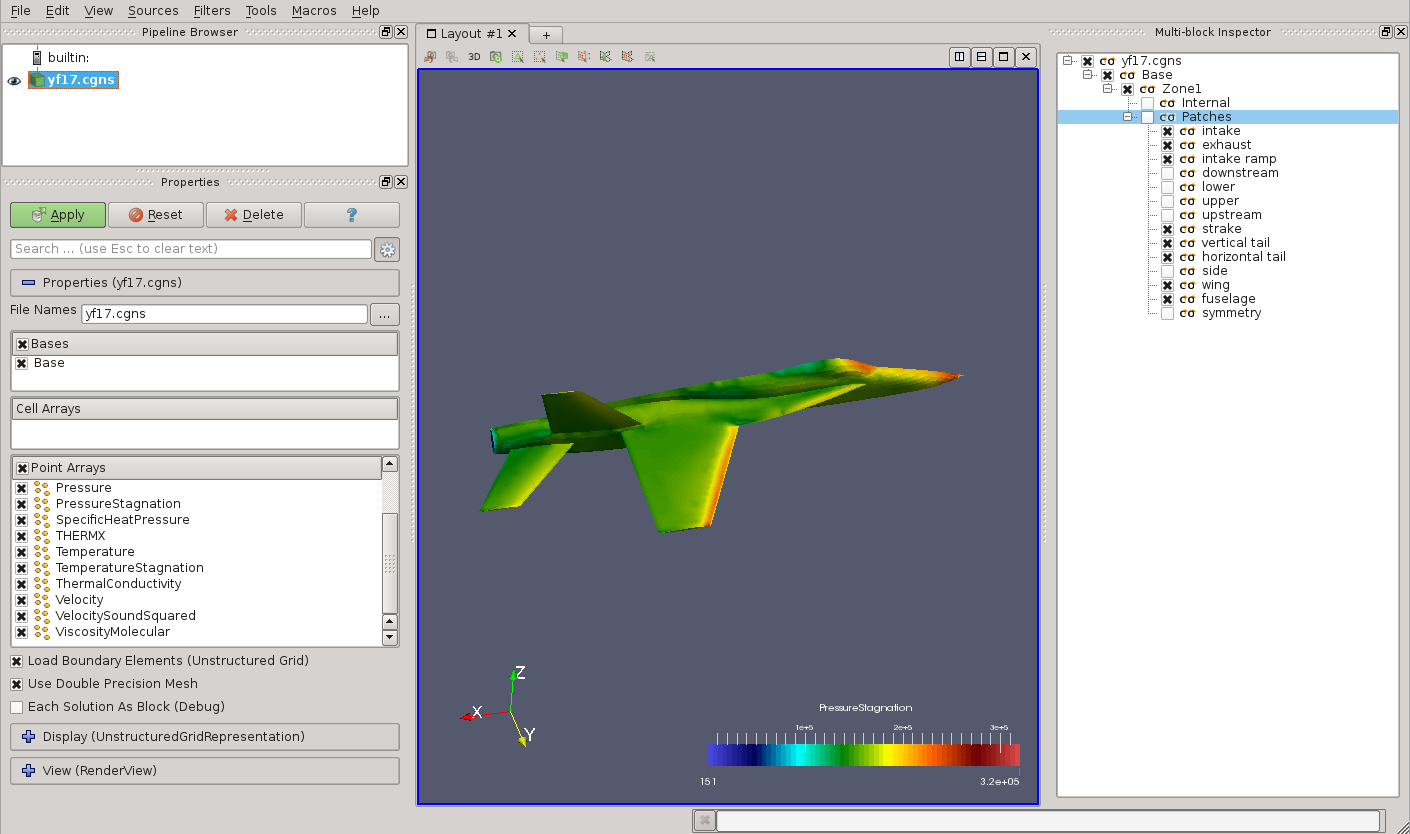 File Edit View Sources Filters Tools Macros Help
Pipeline Browser
builtin:
yf17.cgns
Properties
Apply Reset Delete ?
Search ... (use Esc to clear text)
Properties (yf17.cgns)
File Names yf17.cgns ...
Bases
Base
Cell Arrays
Point Arrays
Pressure
PressureStagnation
SpecificHeatPressure
THERMX
Temperature
TemperatureStagnation
ThermalConductivity
Velocity
VelocitySoundSquared
ViscosityMolecular
Load Boundary Elements (Unstructured Grid)
Use Double Precision Mesh
Each Solution As Block (Debug)
Display (UnstructuredGridRepresentation)
View (RenderView)
Layout #1 +
3D
Z
X
Y
PressureStagnation
1e+5 2e+5 3e+5
151 3.2e+05
Multi-block Inspector
yf17.cgns
Base
Zone1
Internal
Patches
intake
exhaust
intake ramp
downstream
lower
upper
upstream
strake
vertical tail
horizontal tail
side
wing
fuselage
symmetry